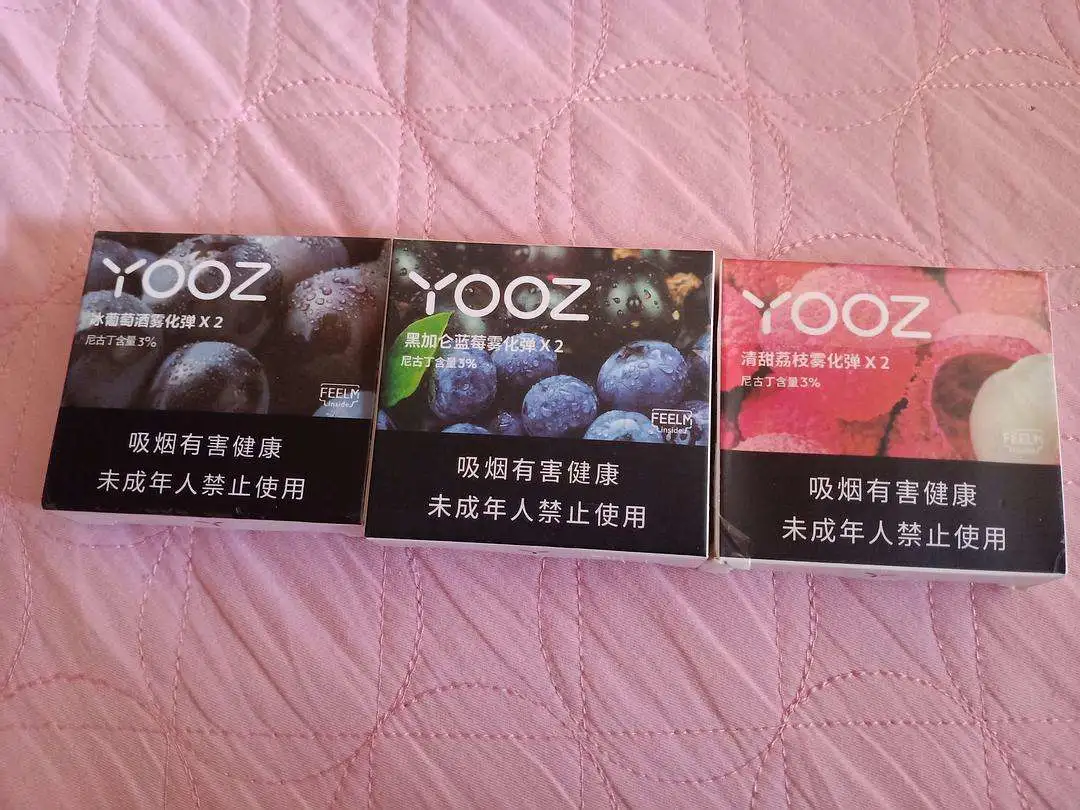 YOOZ
冰葡萄酒雾化弹 X 2
尼古丁含量 3%
FEELM
inside
吸烟有害健康
未成年人禁止使用
YOOZ
黑加仑蓝莓雾化弹 X 2
尼古丁含量3%
FEELM
inside
吸烟有害健康
未成年人禁止使用
YOOZ
清甜荔枝雾化弹 X 2
尼古丁含量3%
FEELM
inside
吸烟有害健康
未成年人禁止使用